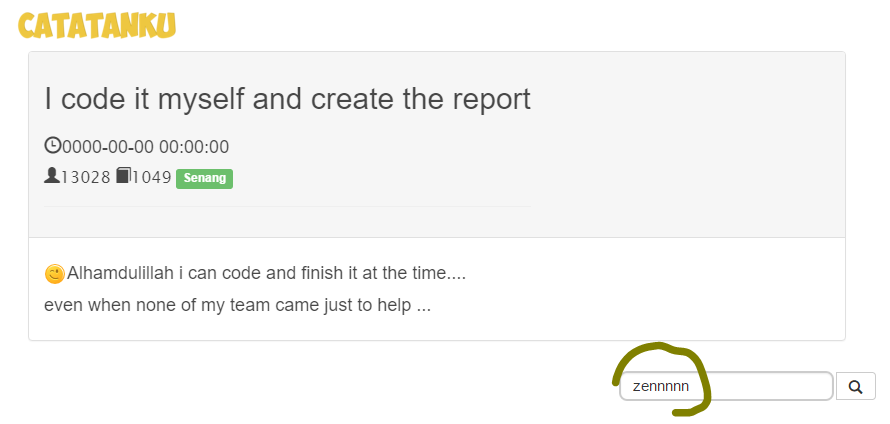 CATATANKU
I code it myself and create the report
0000-00-00 00:00:00
13028 1049 Senang
Alhamdulillah i can code and finish it at the time....
even when none of my team came just to help ...
zennnnn